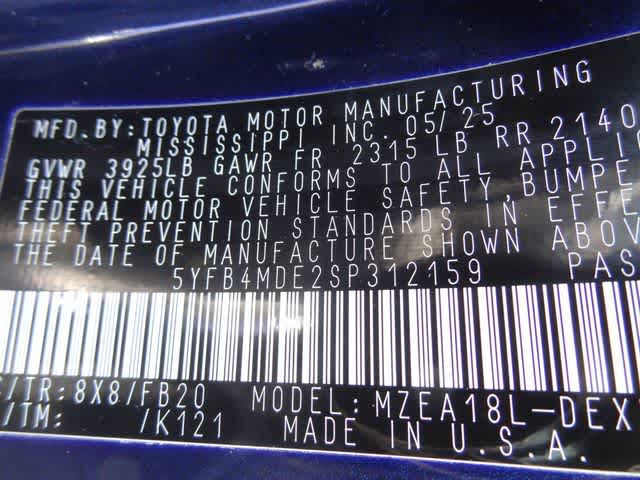 MFD.BY:TOYOTA MOTOR MANUFACTURING
MISSISSIPPI INC. 05/25
GVWR 3925LB GAWR FR 2315 LB RR 2140
THIS VEHICLE CONFORMS TO ALL APPLI
FEDERAL MOTOR VEHICLE SAFETY,BUMPE
THEFT PREVENTION STANDARDS IN EFFE
THE DATE OF MANUFACTURE SHOWN ABOV
5YFB4MDE2SP312159 PAS
/TR:8X8/FB20 MODEL:MZEA18L-DEX
/TM: /K121 MADE IN U.S.A.